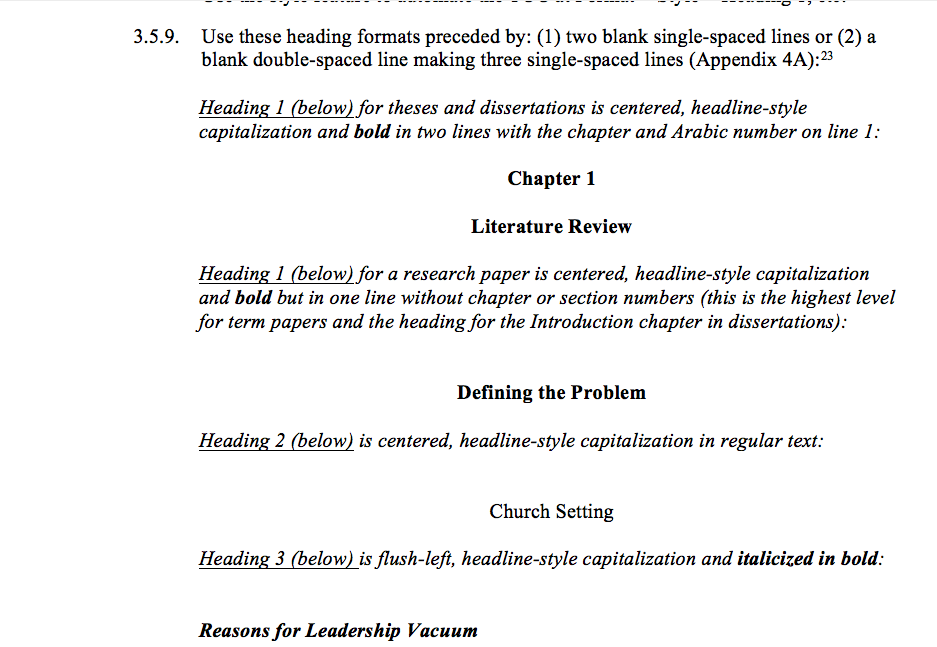 3.5.9. Use these heading formats preceded by: (1) two blank single-spaced lines or (2) a
blank double-spaced line making three single-spaced lines (Appendix 4A):23
Heading 1 (below) for theses and dissertations is centered, headline-style
capitalization and bold in two lines with the chapter and Arabic number on line 1:
Chapter 1
Literature Review
Heading 1 (below) for a research paper is centered, headline-style capitalization
and bold but in one line without chapter or section numbers (this is the highest level
for term papers and the heading for the Introduction chapter in dissertations):
Defining the Problem
Heading 2 (below) is centered, headline-style capitalization in regular text:
Church Setting
Heading 3 (below) is flush-left, headline-style capitalization and italicized in bold:
Reasons for Leadership Vacuum